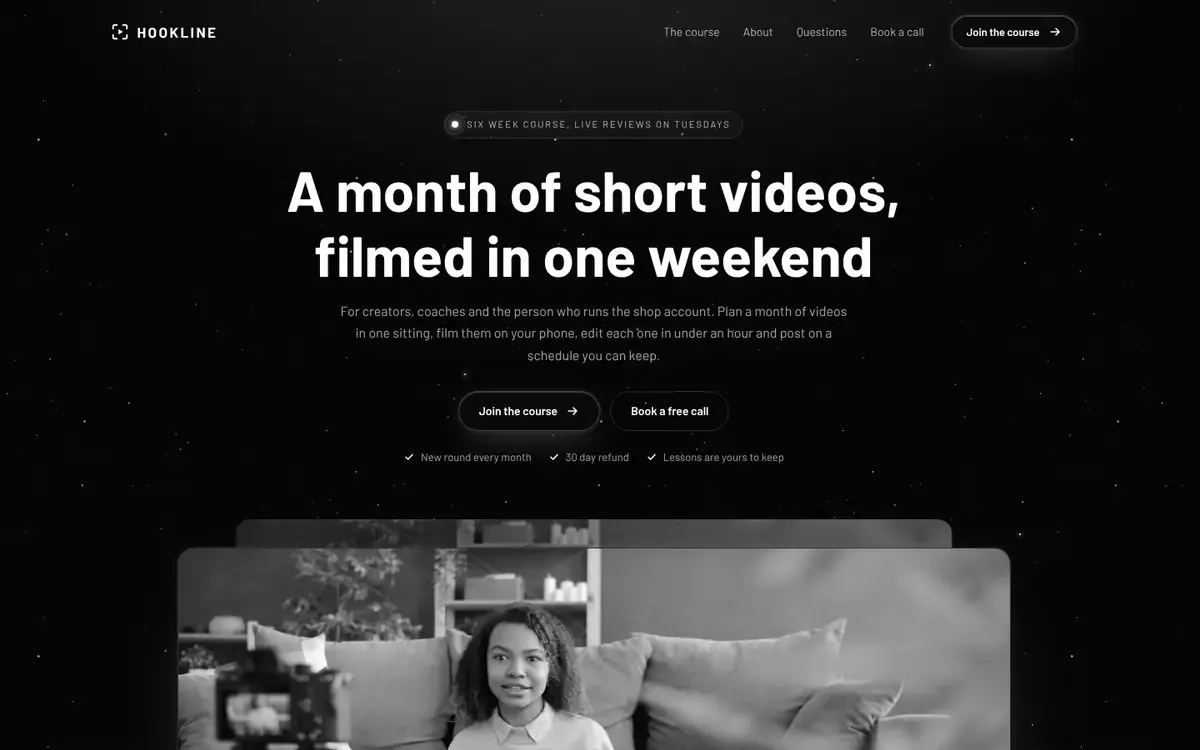 HOOKLINE
The course
About
Questions
Book a call
Join the course
SIX WEEK COURSE, LIVE REVIEWS ON TUESDAYS
A month of short videos,
filmed in one weekend
For creators, coaches and the person who runs the shop account. Plan a month of videos
in one sitting, film them on your phone, edit each one in under an hour and post on a
schedule you can keep.
Join the course
Book a free call
New round every month
30 day refund
Lessons are yours to keep